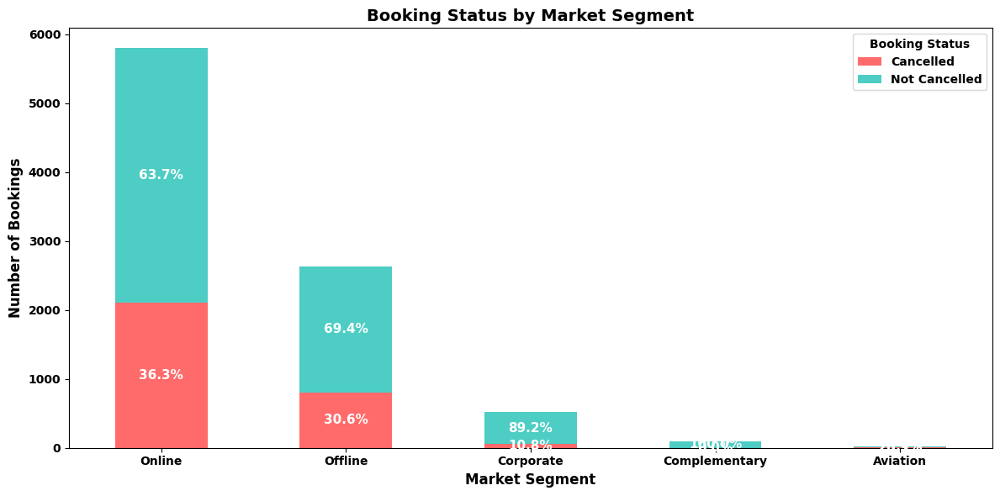 Booking Status by Market Segment
Booking Status
Cancelled
Not Cancelled
Number of Bookings
6000
5000
4000
3000
2000
1000
0
63.7%
36.3%
69.4%
30.6%
89.2%
10.8%
Online
Offline
Corporate
Complementary
Aviation
Market Segment